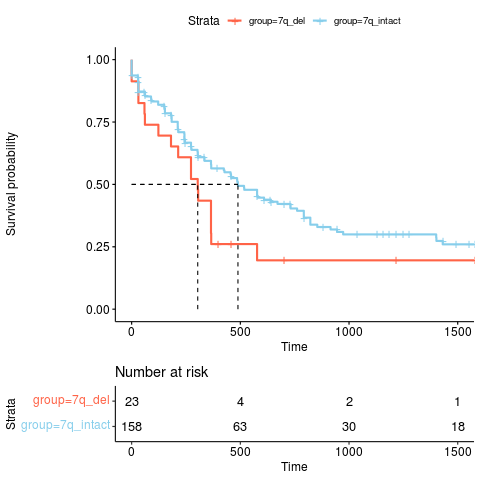 Strata group=7q_del group=7q_intact
1.00
0.75
0.50
0.25
0.00
Survival probability
0 500 1000 1500
Time
Number at risk
group=7q_del 23 4 2 1
group=7q_intact 158 63 30 18
Strata
0 500 1000 1500
Time